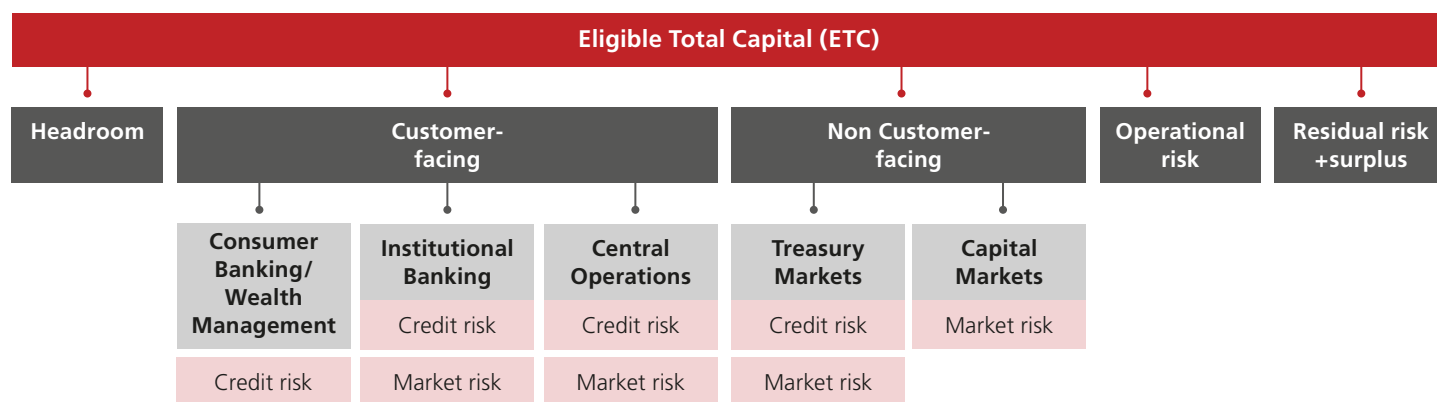 Eligible Total Capital (ETC)
Headroom
Customer-
facing
Non Customer-
facing
Operational
risk
Residual risk
+surplus
Consumer
Banking/
Wealth
Management
Credit risk
Institutional
Banking
Credit risk
Market risk
Central
Operations
Credit risk
Market risk
Treasury
Markets
Credit risk
Market risk
Capital
Markets
Market risk